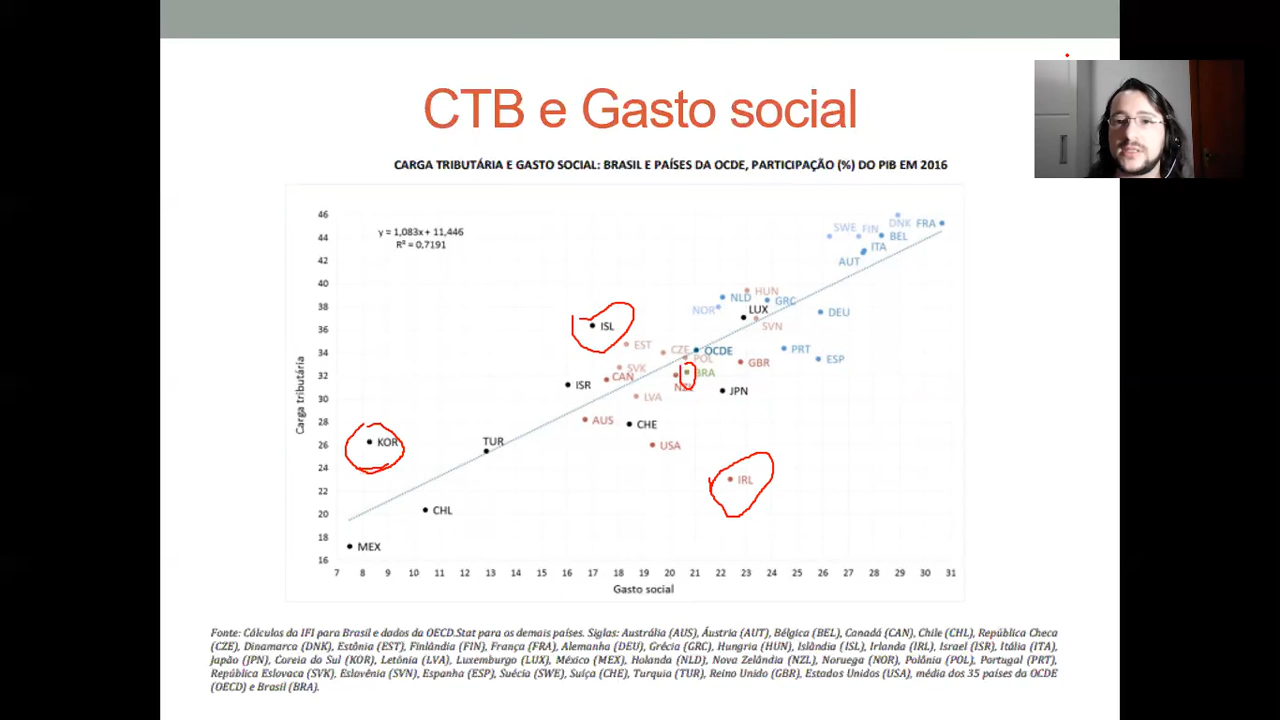 CTB e Gasto social
CARGA TRIBUTÁRIA E GASTO SOCIAL: BRASIL E PAÍSES DA OCDE, PARTICIPAÇÃO (%) DO PIB EM 2016
y = 1,083x + 11,446
R² = 0,7191
Carga tributária
46
44
42
40
38
36
34
32
30
28
26
24
22
20
18
16
SWE
FIN
DNK
FRA
BEL
ITA
AUT
HUN
NLD
GRC
NOR
LUX
DEU
SVN
ISL
EST
CZE
OCDE
POL
PRT
ESP
GBR
SVK
CAN
BRA
ISR
NZL
JPN
LVA
AUS
CHE
KOR
TUR
USA
IRL
CHL
MEX
7 8 9 10 11 12 13 14 15 16 17 18 19 20 21 22 23 24 25 26 27 28 29 30 31
Gasto social
Fonte: Cálculos da IFI para Brasil e dados da OECD.Stat para os demais países. Siglas: Austrália (AUS), Áustria (AUT), Bélgica (BEL), Canadá (CAN), Chile (CHL), República Checa
(CZE), Dinamarca (DNK), Estônia (EST), Finlândia (FIN), França (FRA), Alemanha (DEU), Grécia (GRC), Hungria (HUN), Islândia (ISL), Irlanda (IRL), Israel (ISR), Itália (ITA),
Japão (JPN), Coreia do Sul (KOR), Letônia (LVA), Luxemburgo (LUX), México (MEX), Holanda (NLD), Nova Zelândia (NZL), Noruega (NOR), Polônia (POL), Portugal (PRT),
República Eslovaca (SVK), Eslovênia (SVN), Espanha (ESP), Suécia (SWE), Suíça (CHE), Turquia (TUR), Reino Unido (GBR), Estados Unidos (USA), média dos 35 países da OCDE
(OECD) e Brasil (BRA).